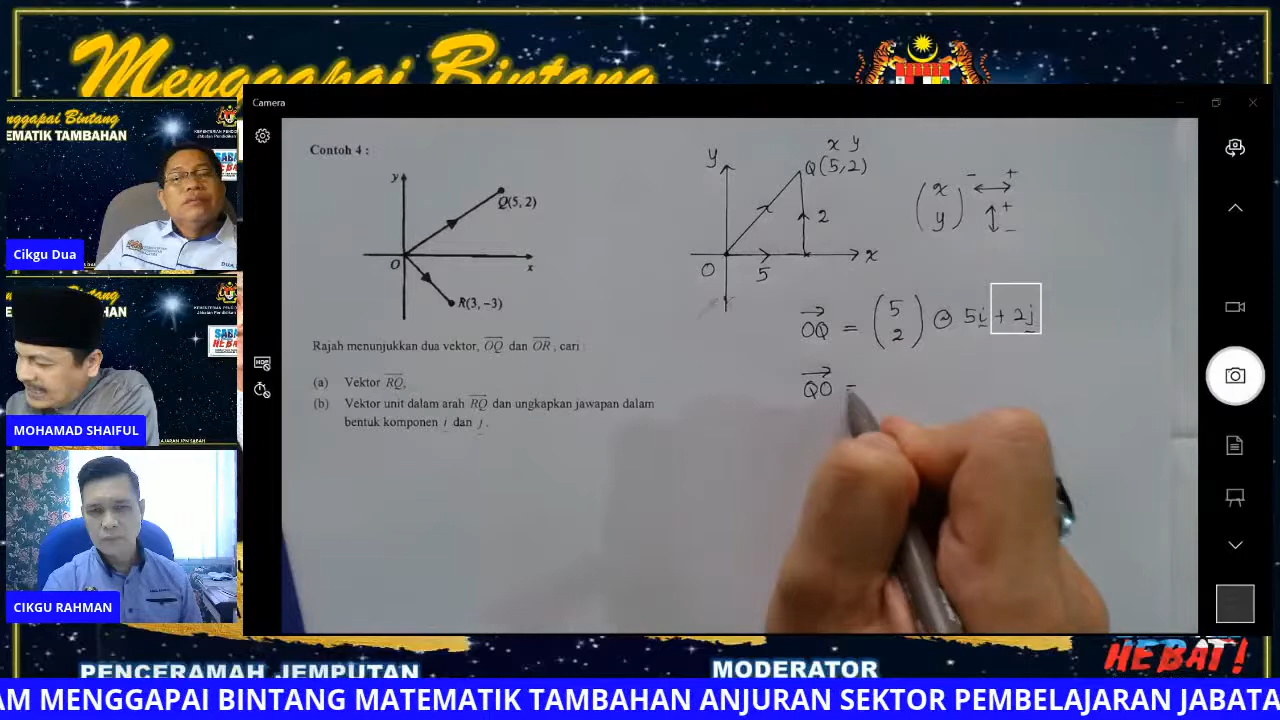 Menggapai Bintang
nggapai Bintang
EMATIK TAMBAHAN
Cikgu Dua
SABA
MOHAMAD SHAIFUL
CIKGU RAHMAN
Camera
Contoh 4 :
y
Q(5, 2)
O
x
R(3, −3)
Rajah menunjukkan dua vektor, OQ dan OR, cari :
(a) Vektor RQ,
(b) Vektor unit dalam arah RQ dan ungkapkan jawapan dalam
bentuk komponen i dan j.
x y
y
Q(5,2)
2
O
5
x
(x y)
− +
+
−
OQ = (5 2) @ 5i + 2j
QO =
HDR
PENCERAMAH JEMPUTAN
MODERATOR
HEBAT!
AM MENGGAPAI BINTANG MATEMATIK TAMBAHAN ANJURAN SEKTOR PEMBELAJARAN JABATA